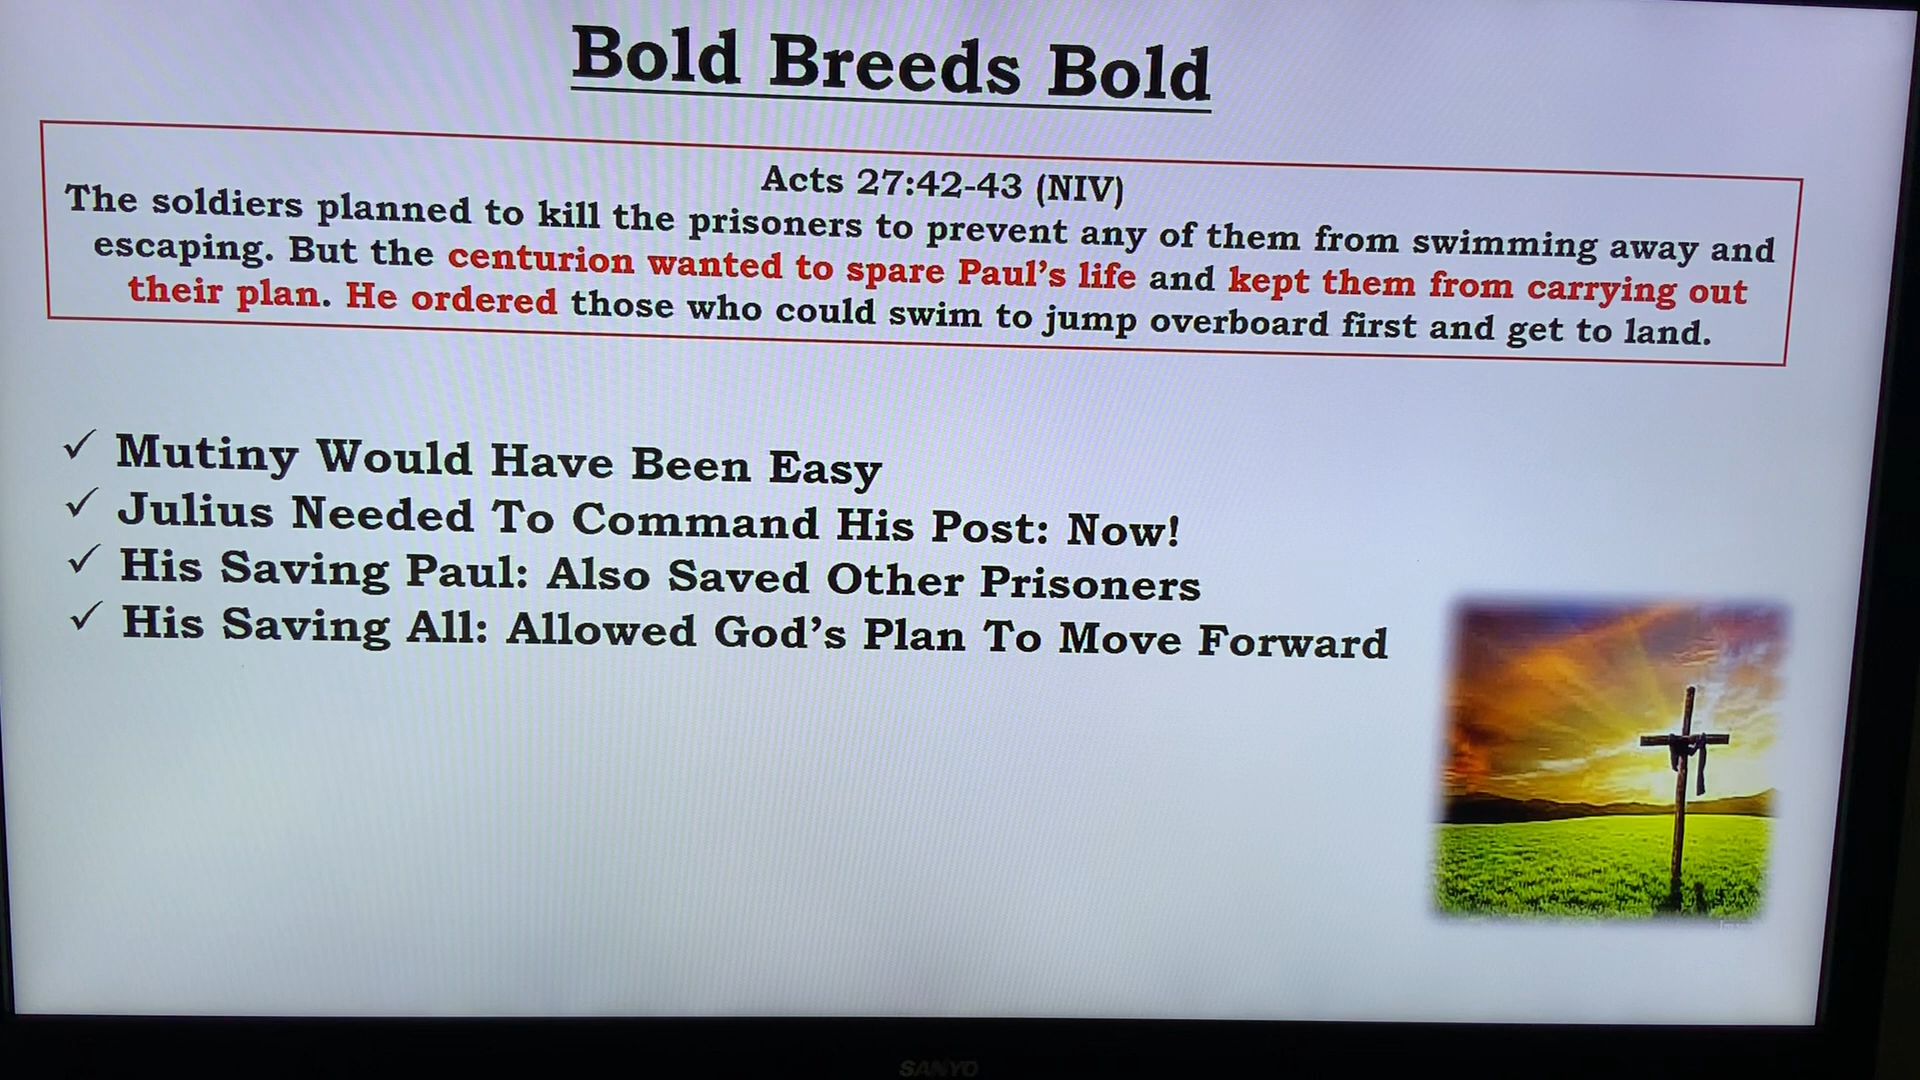 Bold Breeds Bold
Acts 27:42-43 (NIV)
The soldiers planned to kill the prisoners to prevent any of them from swimming away and
escaping. But the centurion wanted to spare Paul’s life and kept them from carrying out
their plan. He ordered those who could swim to jump overboard first and get to land.
✓ Mutiny Would Have Been Easy
✓ Julius Needed To Command His Post: Now!
✓ His Saving Paul: Also Saved Other Prisoners
✓ His Saving All: Allowed God’s Plan To Move Forward
SANYO